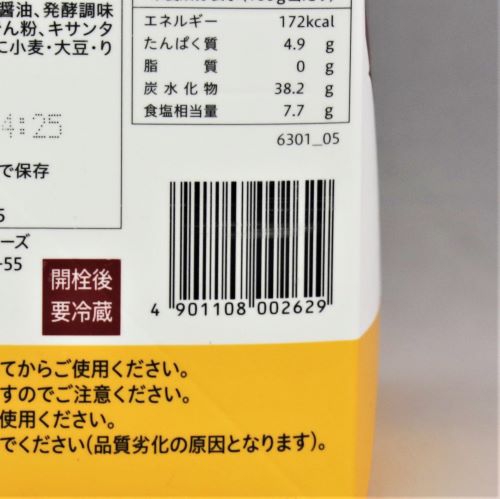 醤油、発酵調味
ん粉、キサンタ
に小麦・大豆・り
4:25
で保存
5
ーズ
-55
エネルギー 172kcal
たんぱく質 4.9 g
脂質 0 g
炭水化物 38.2 g
食塩相当量 7.7 g
6301_05
4 901108 002629
開栓後
要冷蔵
てからご使用ください。
すのでご注意ください。
使用ください。
でください(品質劣化の原因となります)。